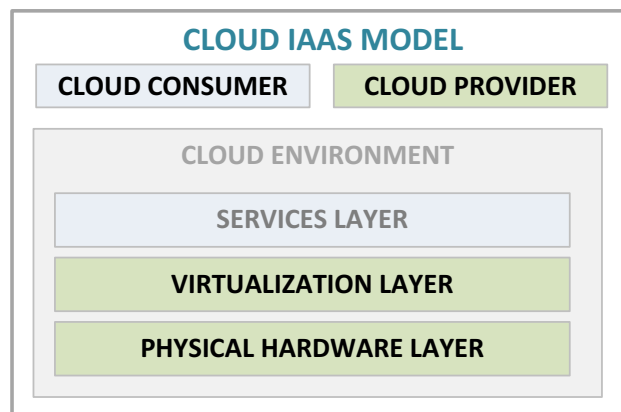 CLOUD IAAS MODEL
CLOUD CONSUMER
CLOUD PROVIDER
CLOUD ENVIRONMENT
SERVICES LAYER
VIRTUALIZATION LAYER
PHYSICAL HARDWARE LAYER